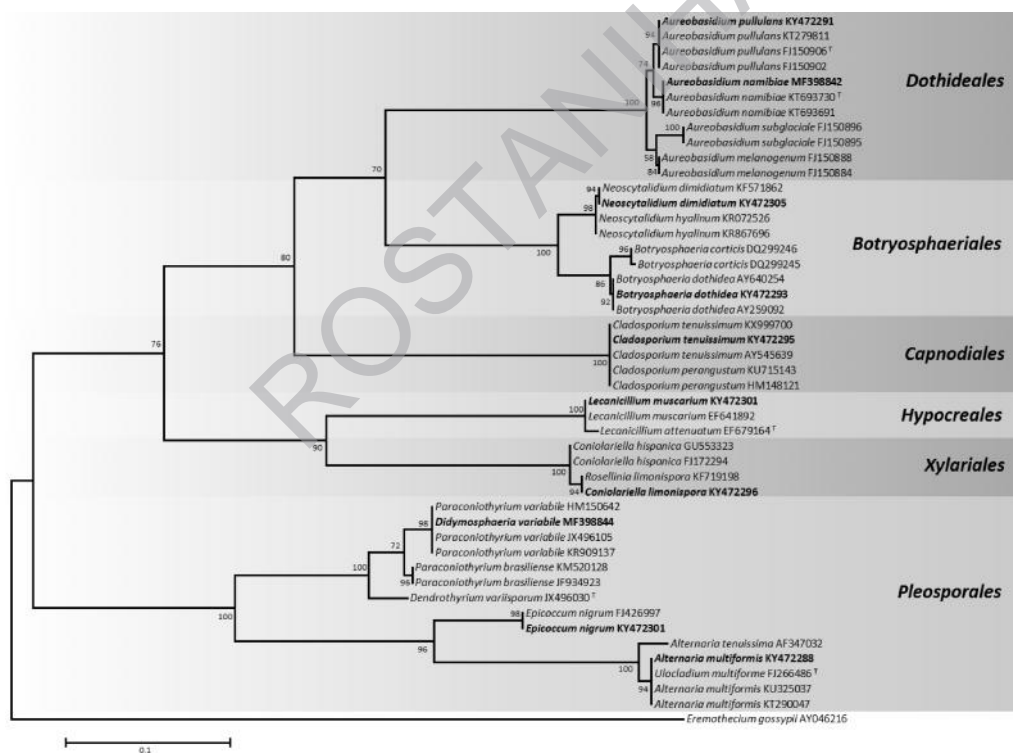 Aureobasidium pullulans KY472291
Aureobasidium pullulans KT279811
Aureobasidium pullulans FJ150906 T
Aureobasidium pullulans FJ150902
Aureobasidium namibiae MF398842
Aureobasidium namibiae KT693730 T
Aureobasidium namibiae KT693691
Aureobasidium subglaciale FJ150896
Aureobasidium subglaciale FJ150895
Aureobasidium melanogenum FJ150888
Aureobasidium melanogenum FJ150884
Dothideales
94
74
100
98
100
58
84
70
Neoscytalidium dimidiatum KF571862
Neoscytalidium dimidiatum KY472305
Neoscytalidium hyalinum KR072526
Neoscytalidium hyalinum KR867696
Botryosphaeria corticis DQ299246
Botryosphaeria corticis DQ299245
Botryosphaeria dothidea AY640254
Botryosphaeria dothidea KY472293
Botryosphaeria dothidea AY259092
Botryosphaeriales
94
98
100
96
86
92
80
Cladosporium tenuissimum KX999700
Cladosporium tenuissimum KY472295
Cladosporium tenuissimum AY545639
Cladosporium perangustum KU715143
Cladosporium perangustum HM148121
Capnodiales
100
76
Lecanicillium muscarium KY472301
Lecanicillium muscarium EF641892
Lecanicillium attenuatum EF679164 T
Hypocreales
100
90
Coniolariella hispanica GU553323
Coniolariella hispanica FJ172294
Rosellinia limonispora KF719198
Coniolariella limonispora KY472296
Xylariales
100
94
Paraconiothyrium variabile HM150642
Didymosphaeria variabile MF398844
Paraconiothyrium variabile JX496105
Paraconiothyrium variabile KR909137
Paraconiothyrium brasiliense KM520128
Paraconiothyrium brasiliense JF934923
Dendrothyrium variisporum JX496030 T
Epicoccum nigrum FJ426997
Epicoccum nigrum KY472301
Alternaria tenuissima AF347032
Alternaria multiformis KY472288
Ulocladium multiforme FJ266486 T
Alternaria multiformis KU325037
Alternaria multiformis KT290047
Pleosporales
98
72
100
100
98
96
100
94
Eremothecium gossypii AY046216
0.1